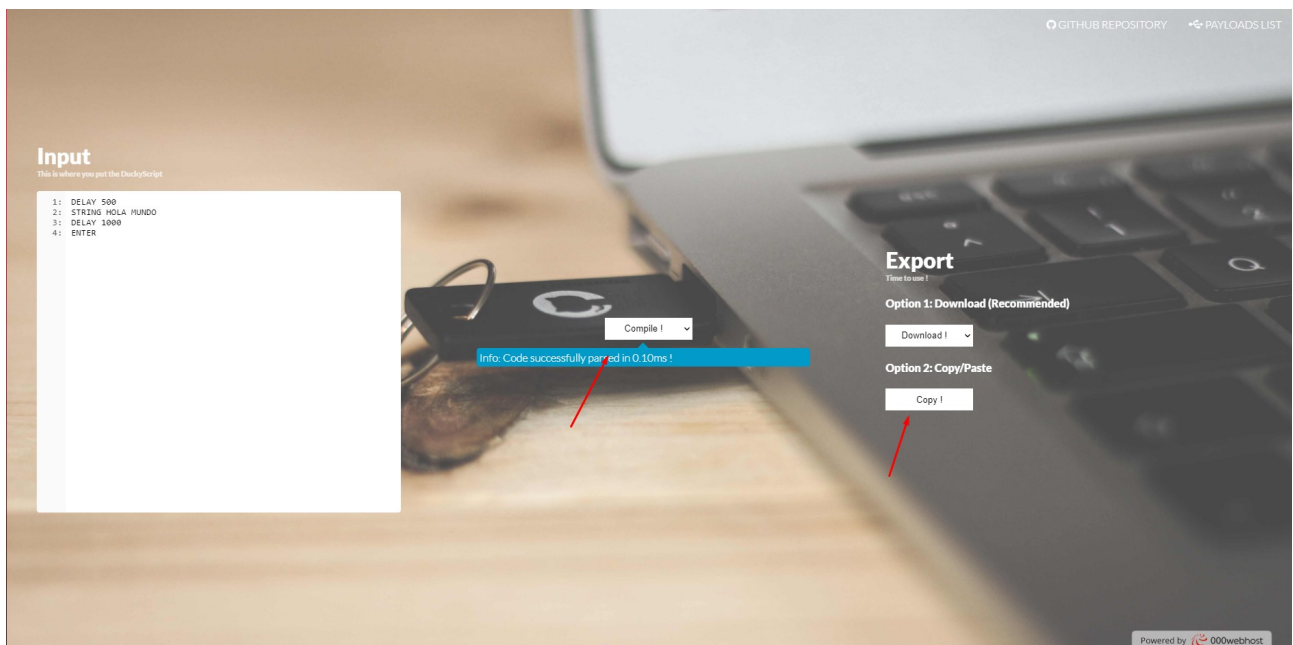 GITHUB REPOSITORY PAYLOADS LIST
Input
This is where you put the DuckyScript
1: DELAY 500
2: STRING HOLA MUNDO
3: DELAY 1000
4: ENTER
Compile !
Info: Code successfully parsed in 0.10ms !
Export
Time to use !
Option 1: Download (Recommended)
Download !
Option 2: Copy/Paste
Copy !
Powered by 000webhost